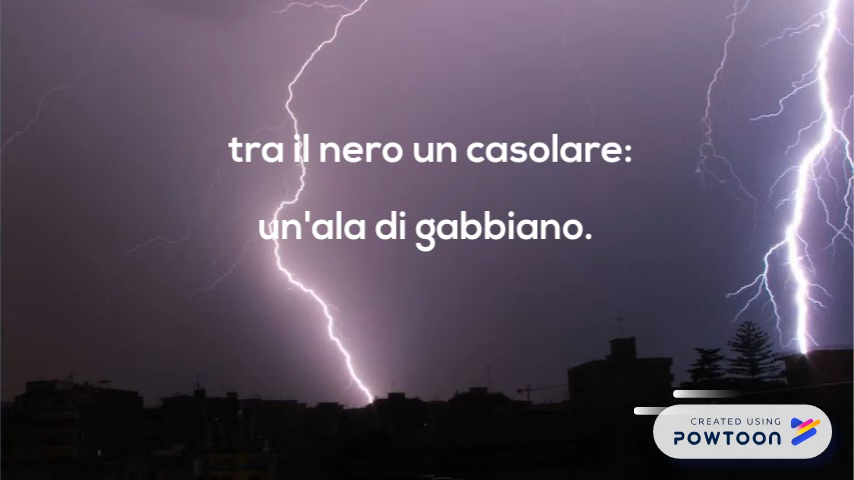 tra il nero un casolare:
un'ala di gabbiano.
CREATED USING
POWTOON